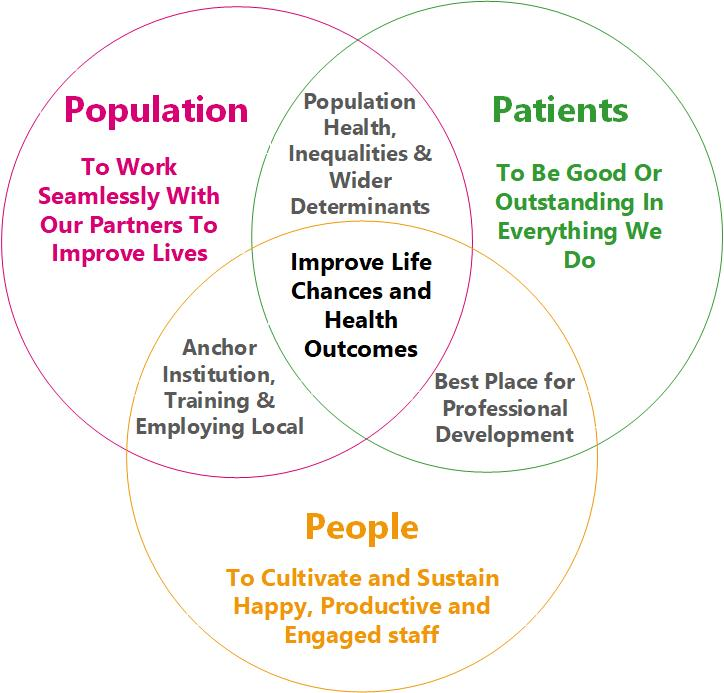 Population
To Work
Seamlessly With
Our Partners To
Improve Lives
Population
Health,
Inequalities &
Wider
Determinants
Patients
To Be Good Or
Outstanding In
Everything We
Do
Improve Life
Chances and
Health
Outcomes
Anchor
Institution,
Training &
Employing Local
Best Place for
Professional
Development
People
To Cultivate and Sustain
Happy, Productive and
Engaged staff